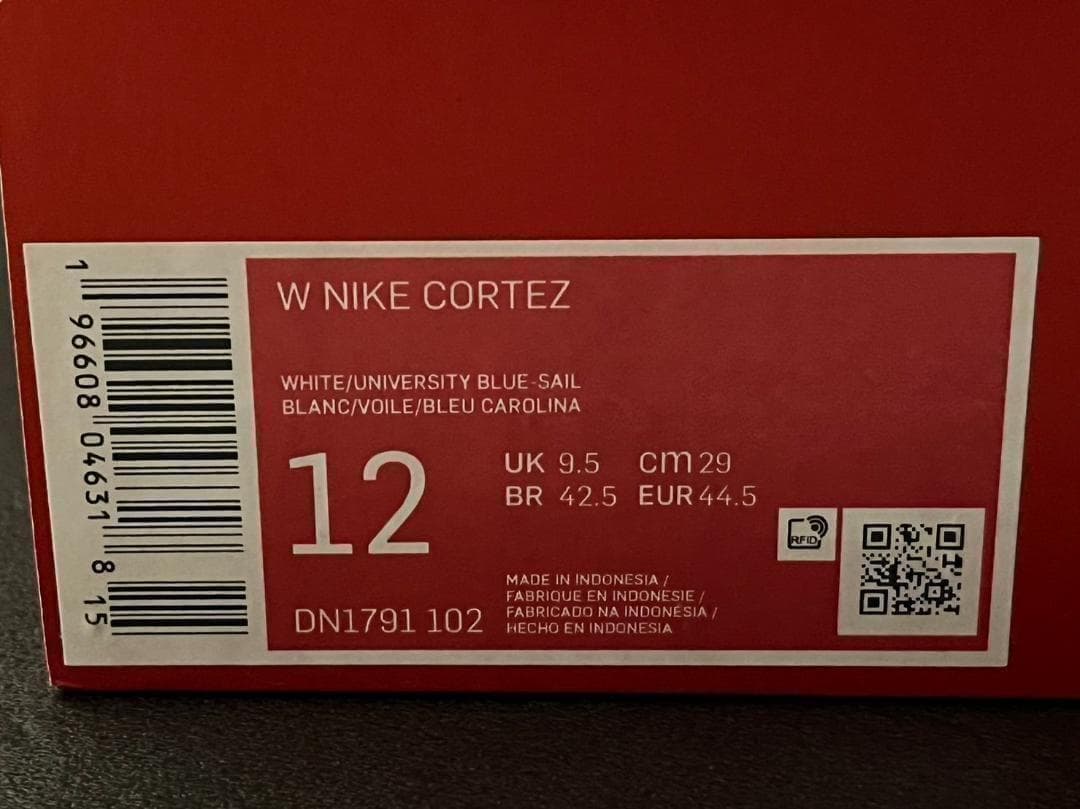 W NIKE CORTEZ
WHITE/UNIVERSITY BLUE-SAIL
BLANC/VOILE/BLEU CAROLINA
12
UK 9.5 cm 29
BR 42.5 EUR 44.5
RFID
MADE IN INDONESIA /
FABRIQUE EN INDONESIE /
FABRICADO NA INDONÉSIA /
HECHO EN INDONESIA
DN1791 102
1 96608 04631 8 15